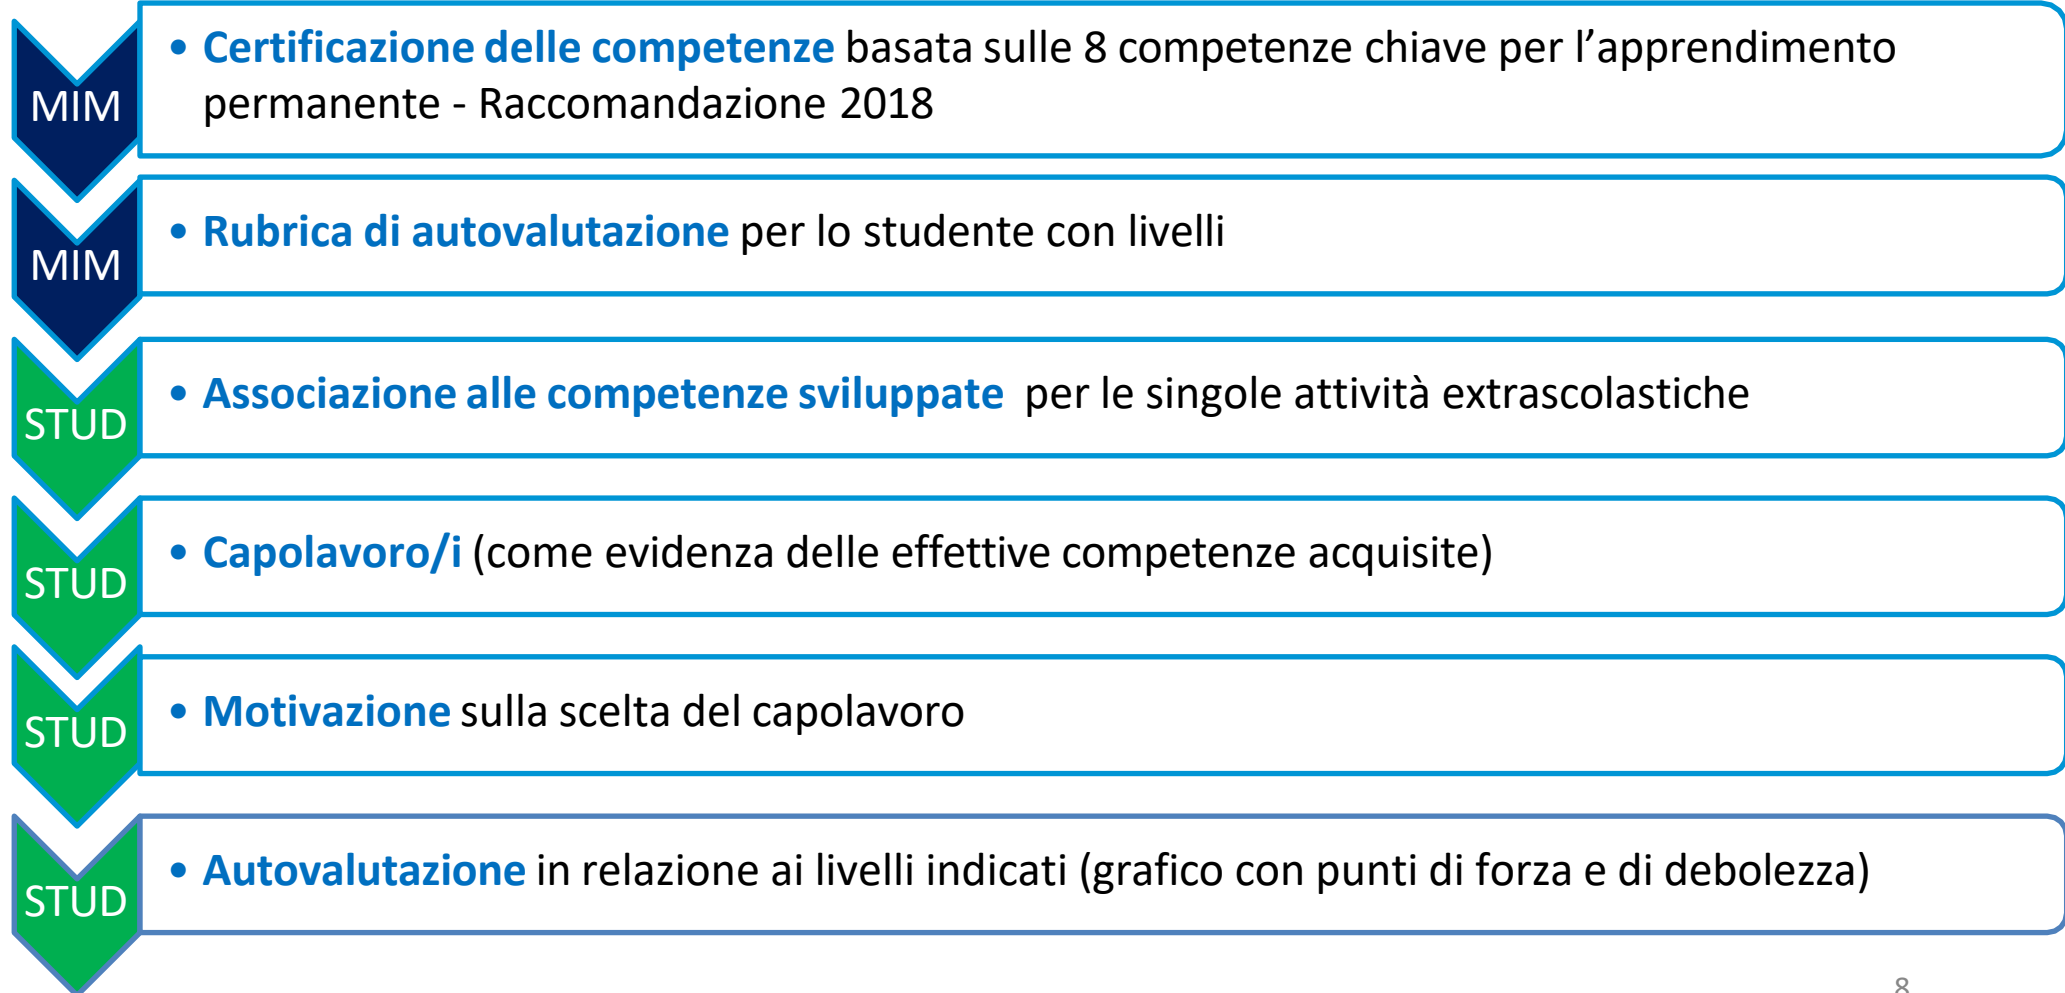 MIM
• Certificazione delle competenze basata sulle 8 competenze chiave per l’apprendimento
permanente - Raccomandazione 2018
MIM
• Rubrica di autovalutazione per lo studente con livelli
STUD
• Associazione alle competenze sviluppate per le singole attività extrascolastiche
STUD
• Capolavoro/i (come evidenza delle effettive competenze acquisite)
STUD
• Motivazione sulla scelta del capolavoro
STUD
• Autovalutazione in relazione ai livelli indicati (grafico con punti di forza e di debolezza)
8